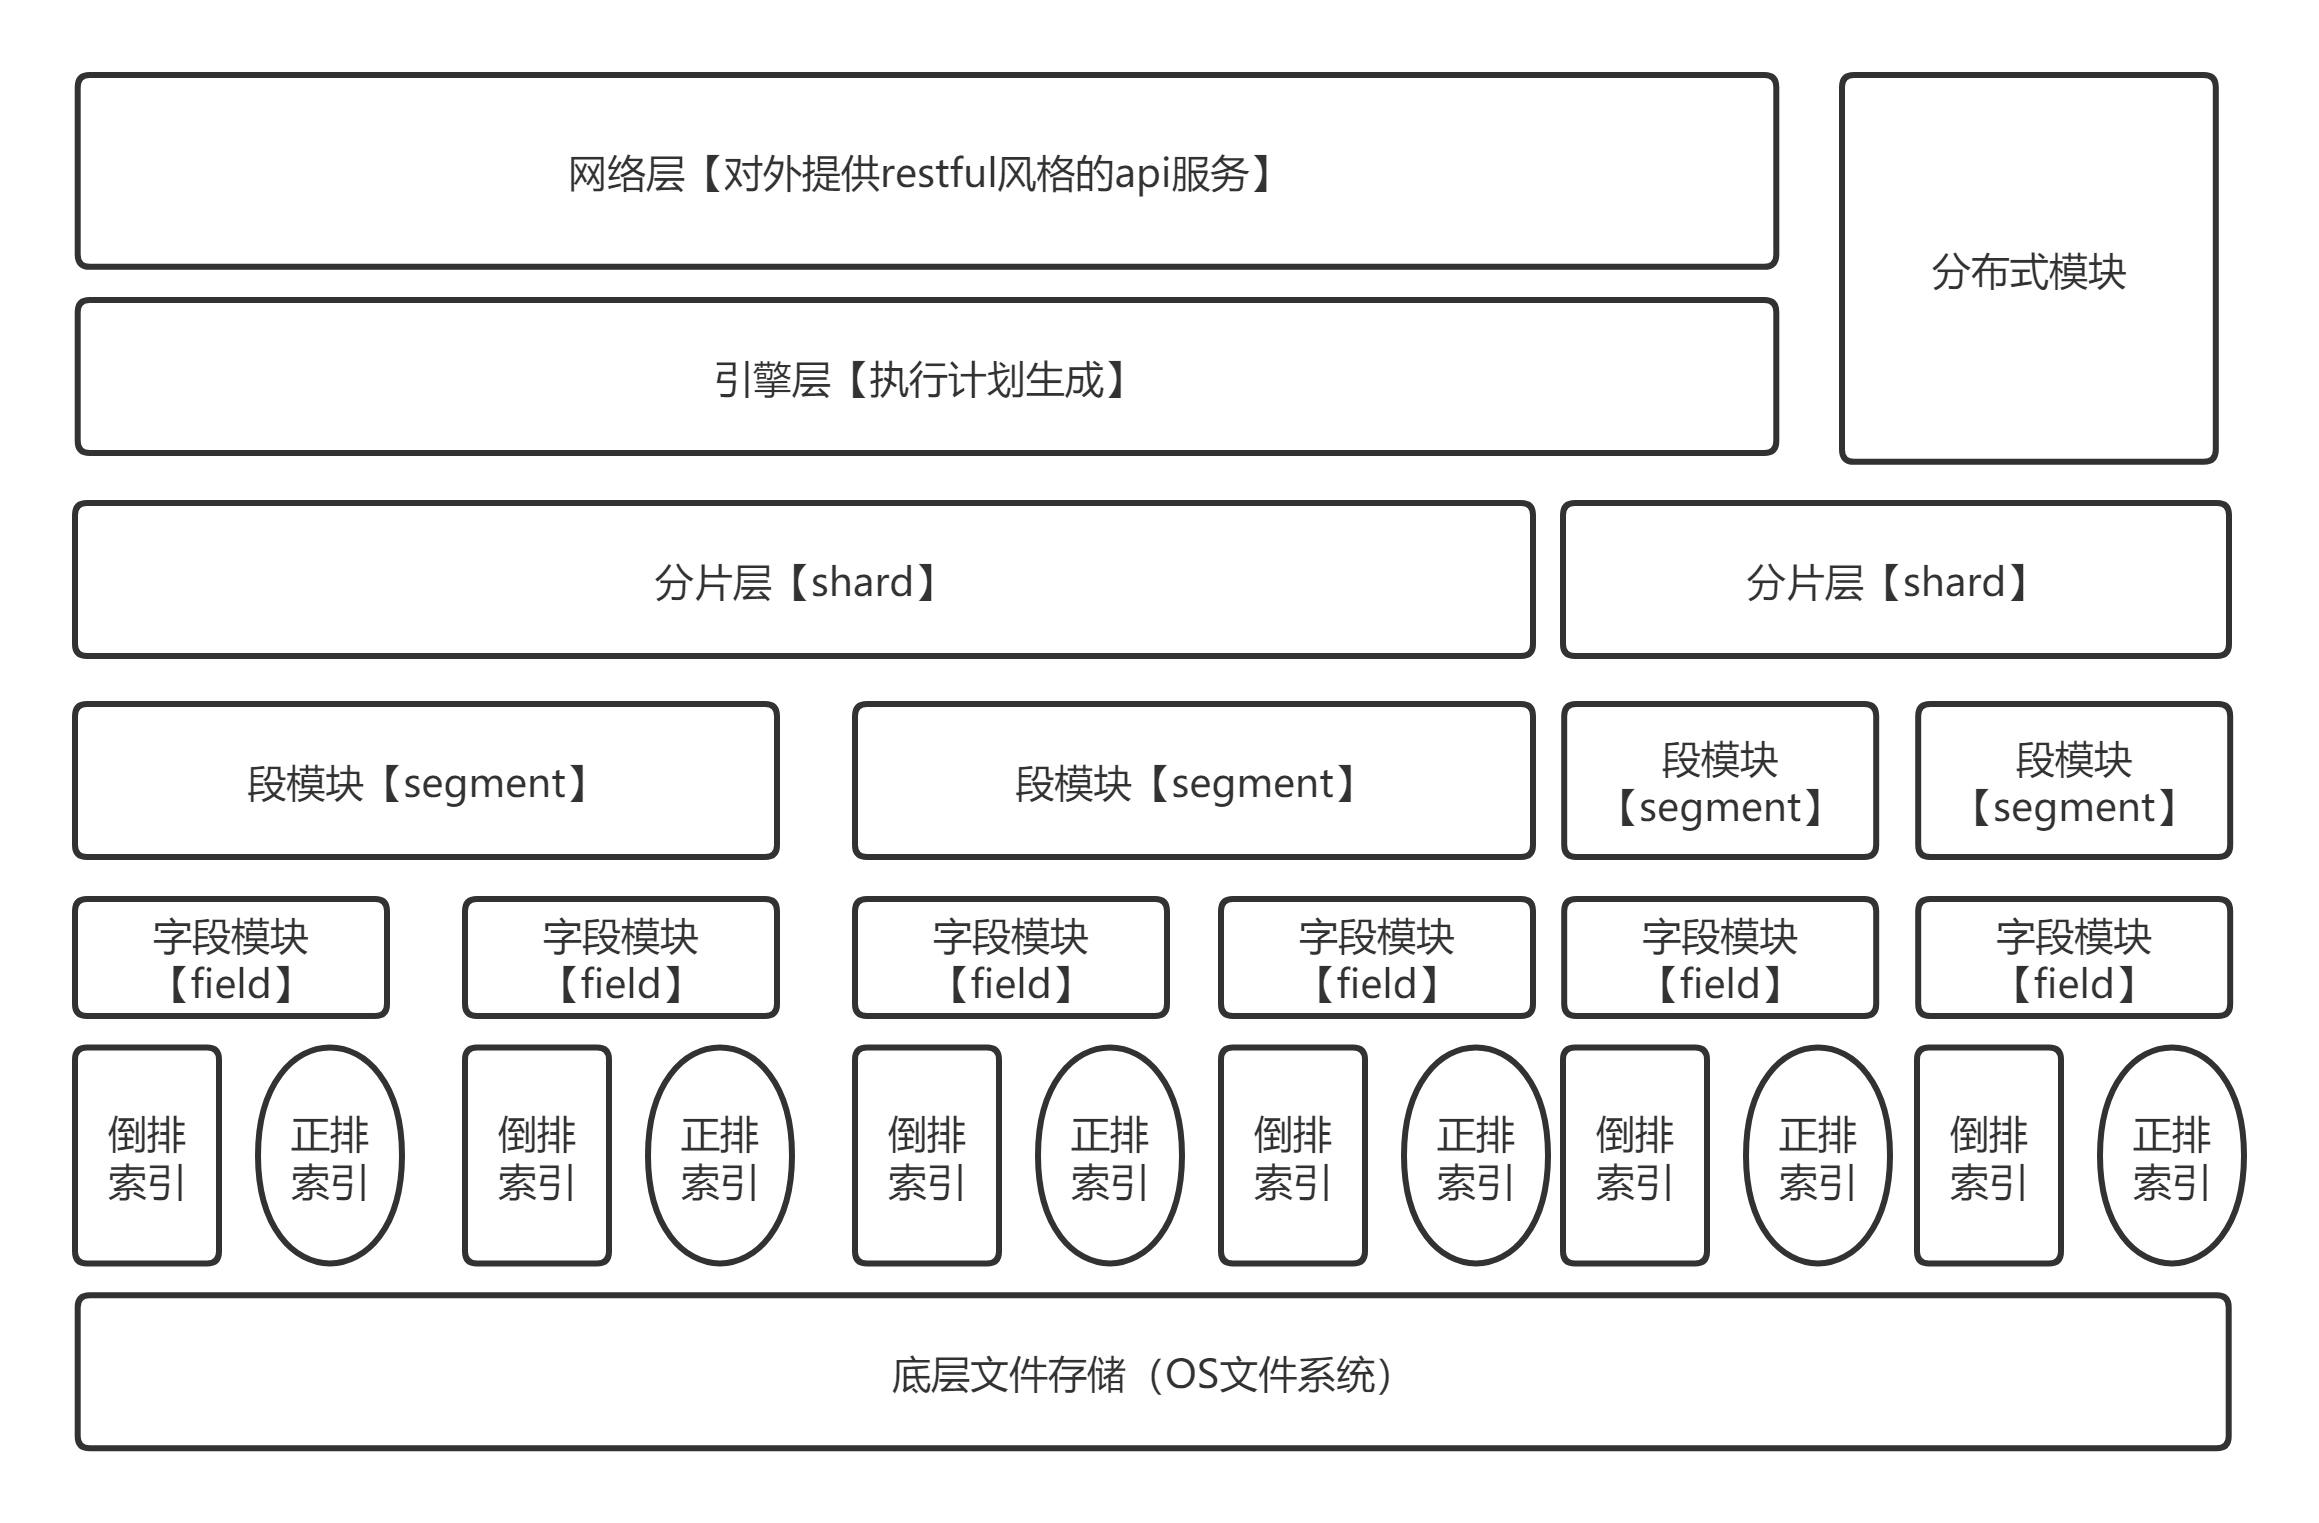 网络层【对外提供restful风格的api服务】
分布式模块
引擎层【执行计划生成】
分片层【shard】
分片层【shard】
段模块【segment】
段模块【segment】
段模块
【segment】
段模块
【segment】
字段模块
【field】
字段模块
【field】
字段模块
【field】
字段模块
【field】
字段模块
【field】
字段模块
【field】
倒排
索引
正排
索引
倒排
索引
正排
索引
倒排
索引
正排
索引
倒排
索引
正排
索引
倒排
索引
正排
索引
倒排
索引
正排
索引
底层文件存储（OS文件系统）